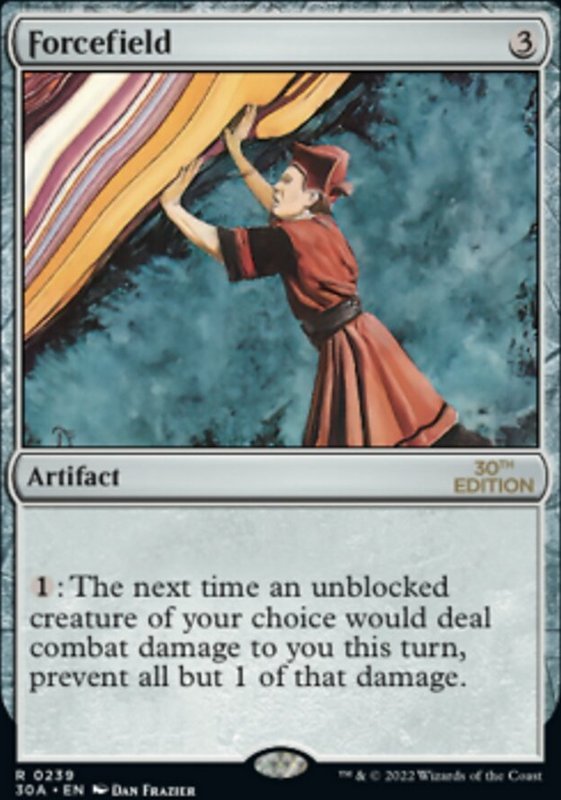 Forcefield 3
Artifact
30TH
EDITION
1: The next time an unblocked
creature of your choice would deal
combat damage to you this turn,
prevent all but 1 of that damage.
R 0239
30A • EN Dan Frazier
™ & © 2022 Wizards of the Coast